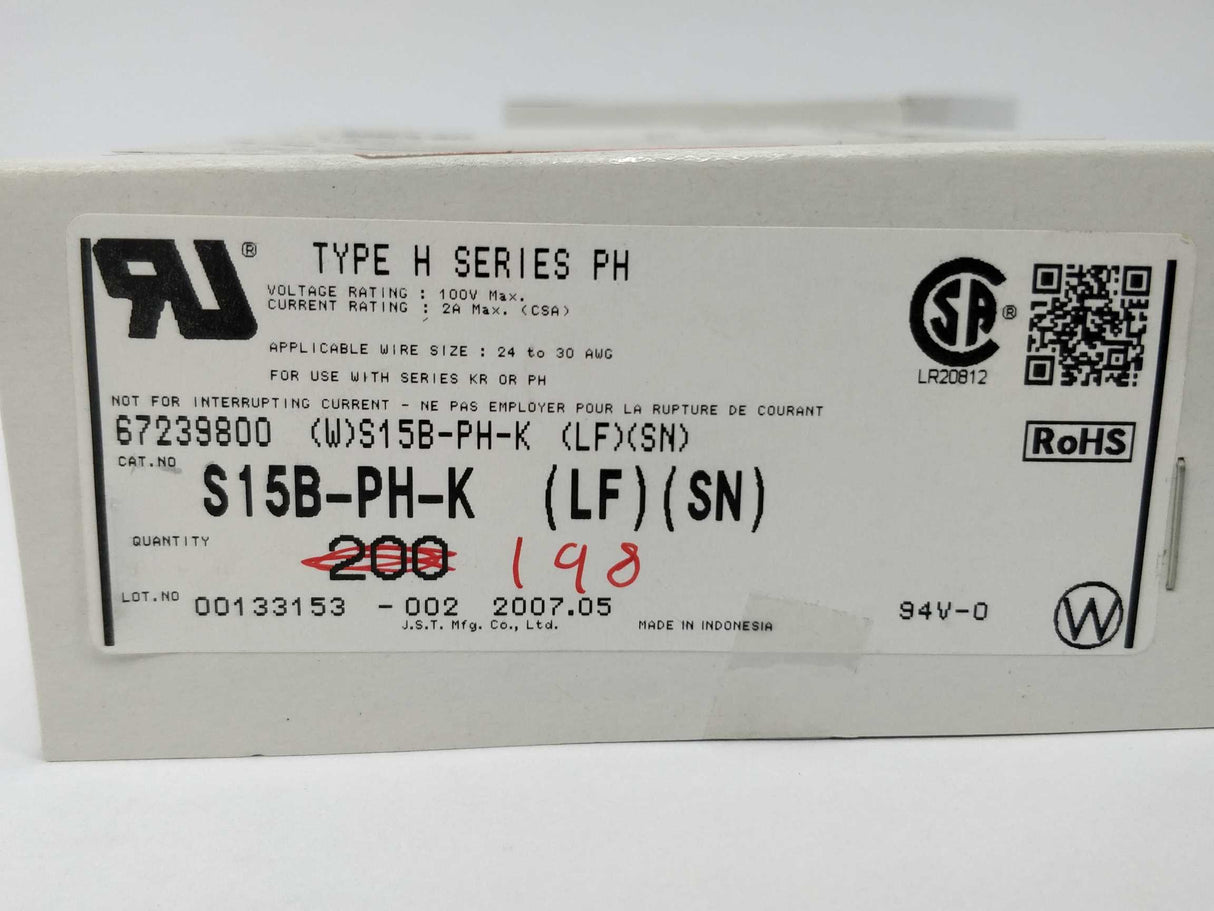 ® TYPE H SERIES PH
VOLTAGE RATING : 100V Max.
CURRENT RATING : 2A Max. (CSA)
APPLICABLE WIRE SIZE : 24 to 30 AWG
FOR USE WITH SERIES KR OR PH
NOT FOR INTERRUPTING CURRENT - NE PAS EMPLOYER POUR LA RUPTURE DE COURANT
67239800 (W)S15B-PH-K (LF)(SN)
CAT.NO
S15B-PH-K (LF)(SN)
QUANTITY 200 198
LOT.NO 00133153 -002 2007.05
J.S.T. Mfg. Co., Ltd. MADE IN INDONESIA
SA ®
LR20812
RoHS
94V-0 W